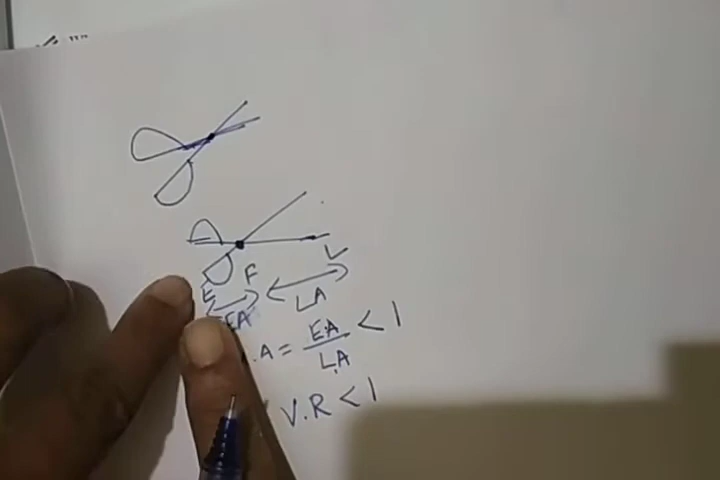 L
F
E
LA
EA
.A = EA/LA < 1
V.R < 1